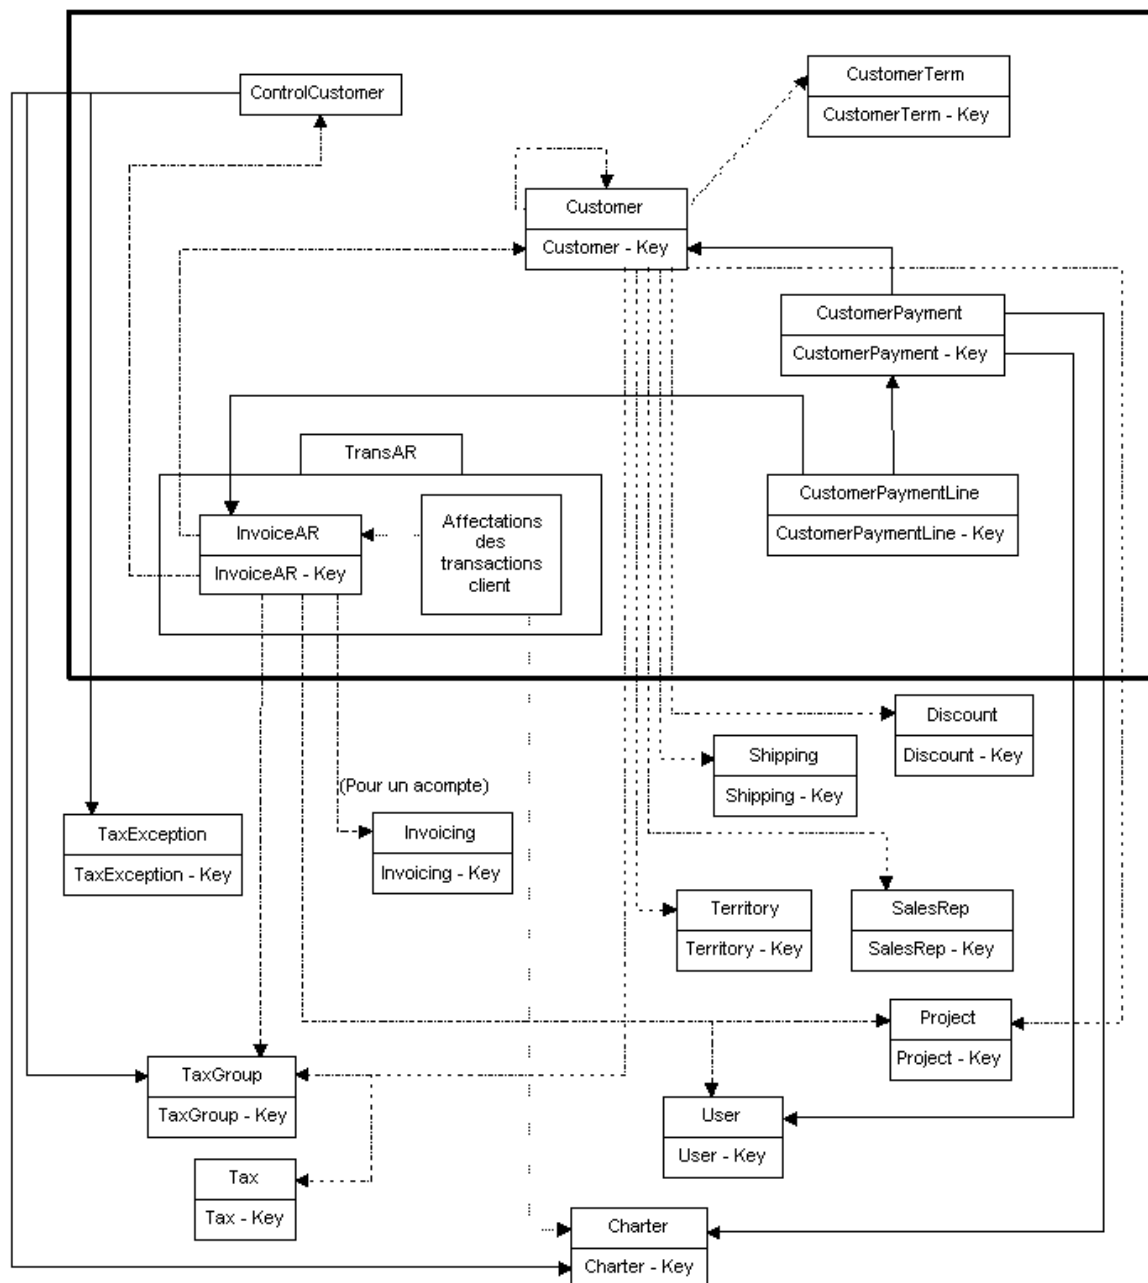 CustomerTerm
ControlCustomer
CustomerTerm - Key
Customer
Customer - Key
CustomerPayment
CustomerPayment - Key
TransAR
CustomerPaymentLine
CustomerPaymentLine - Key
Affectations
des
transactions
client
InvoiceAR
InvoiceAR - Key
Discount
Discount - Key
Shipping
Shipping - Key
(Pour un acompte)
TaxException
TaxException - Key
Invoicing
Invoicing - Key
Territory
Territory - Key
SalesRep
SalesRep - Key
Project
Project - Key
TaxGroup
TaxGroup - Key
User
User - Key
Tax
Tax - Key
Charter
Charter - Key